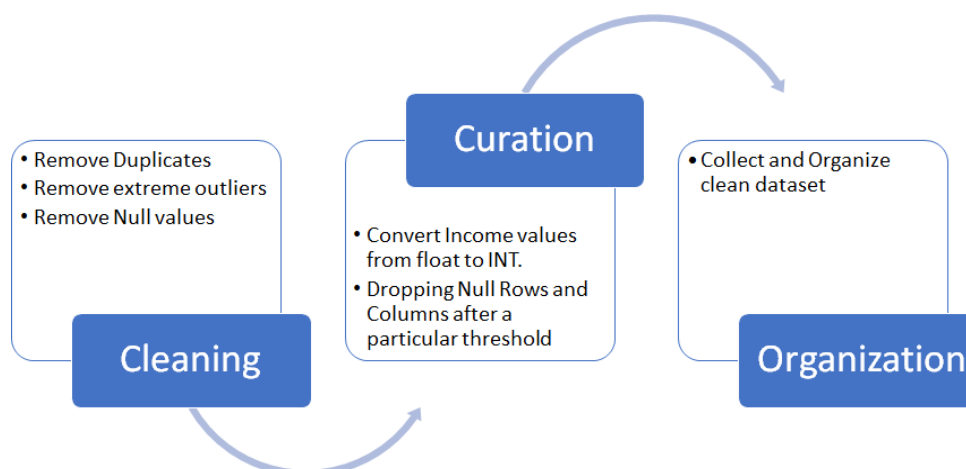 • Remove Duplicates
• Remove extreme outliers
• Remove Null values
Cleaning
Curation
• Convert Income values
from float to INT.
• Dropping Null Rows and
Columns after a
particular threshold
• Collect and Organize
clean dataset
Organization